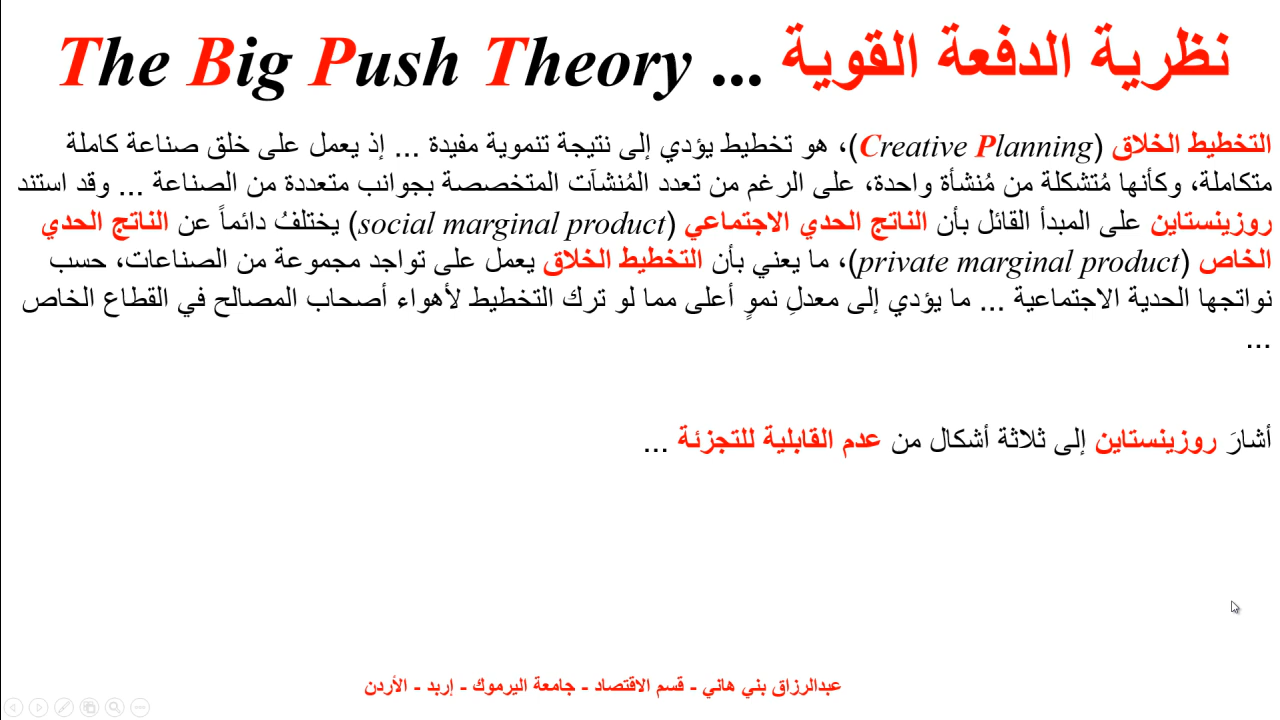 نظرية الدفعة القوية ... The Big Push Theory
التخطيط الخلاق (Creative Planning)، هو تخطيط يؤدي إلى نتيجة تنموية مفيدة ... إذ يعمل على خلق صناعة كاملة
متكاملة، وكأنها مُتشكلة من مُنشأة واحدة، على الرغم من تعدد المُنشآت المتخصصة بجوانب متعددة من الصناعة ... وقد استند
روزينستاين على المبدأ القائل بأن الناتج الحدي الاجتماعي (social marginal product) يختلفُ دائماً عن الناتج الحدي
الخاص (private marginal product)، ما يعني بأن التخطيط الخلاق يعمل على تواجد مجموعة من الصناعات، حسب
نواتجها الحدية الاجتماعية ... ما يؤدي إلى معدلِ نموٍ أعلى مما لو ترك التخطيط لأهواء أصحاب المصالح في القطاع الخاص
...
أشارَ روزينستاين إلى ثلاثة أشكال من عدم القابلية للتجزئة ...
عبدالرزاق بني هاني - قسم الاقتصاد - جامعة اليرموك - إربد - الأردن